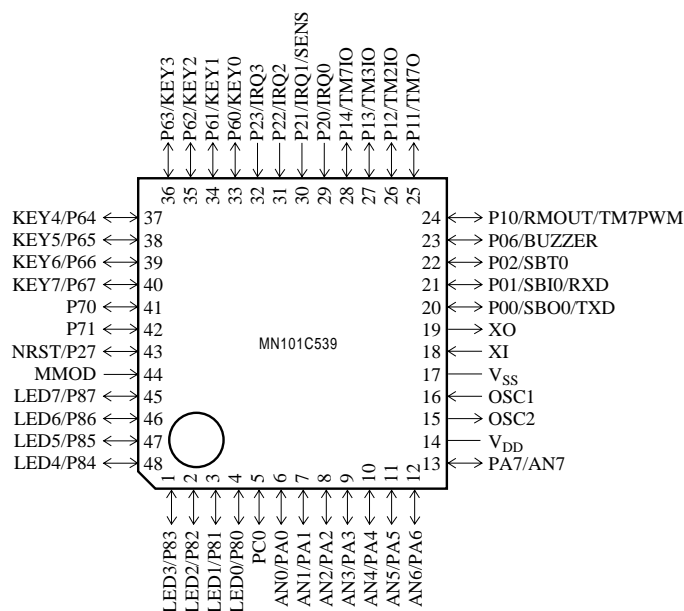 P63/KEY3
P62/KEY2
P61/KEY1
P60/KEY0
P23/IRQ3
P22/IRQ2
P21/IRQ1/SENS
P20/IRQ0
P14/TM7IO
P13/TM3IO
P12/TM2IO
P11/TM7O
36
35
34
33
32
31
30
29
28
27
26
25
KEY4/P64 37
KEY5/P65 38
KEY6/P66 39
KEY7/P67 40
P70 41
P71 42
NRST/P27 43
MMOD 44
LED7/P87 45
LED6/P86 46
LED5/P85 47
LED4/P84 48
MN101C539
24 P10/RMOUT/TM7PWM
23 P06/BUZZER
22 P02/SBT0
21 P01/SBI0/RXD
20 P00/SBO0/TXD
19 XO
18 XI
17 VSS
16 OSC1
15 OSC2
14 VDD
13 PA7/AN7
1
2
3
4
5
6
7
8
9
10
11
12
LED3/P83
LED2/P82
LED1/P81
LED0/P80
PC0
AN0/PA0
AN1/PA1
AN2/PA2
AN3/PA3
AN4/PA4
AN5/PA5
AN6/PA6